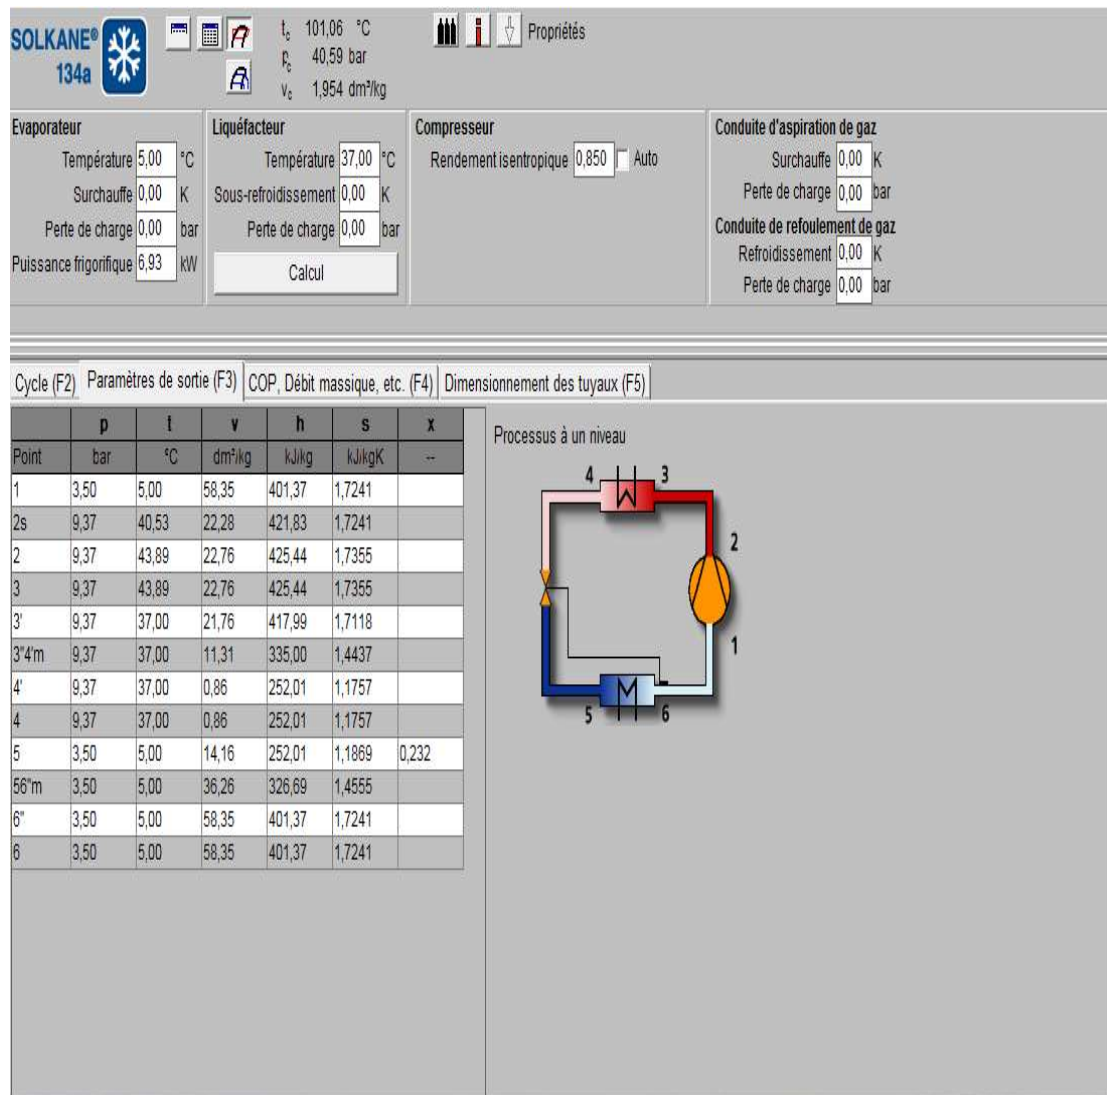 SOLKANE®
134a
tc 101,06 °C
pc 40,59 bar
vc 1,954 dm³/kg
Propriétés
Evaporateur
Température 5,00 °C
Surchauffe 0,00 K
Perte de charge 0,00 bar
Puissance frigorifique 6,93 kW
Liquéfacteur
Température 37,00 °C
Sous-refroidissement 0,00 K
Perte de charge 0,00 bar
Calcul
Compresseur
Rendement isentropique 0,850 Auto
Conduite d'aspiration de gaz
Surchauffe 0,00 K
Perte de charge 0,00 bar
Conduite de refoulement de gaz
Refroidissement 0,00 K
Perte de charge 0,00 bar
Cycle (F2) Paramètres de sortie (F3) COP, Débit massique, etc. (F4) Dimensionnement des tuyaux (F5)
p t v h s x
Point bar °C dm³/kg kJ/kg kJ/kgK --
1 3,50 5,00 58,35 401,37 1,7241
2s 9,37 40,53 22,28 421,83 1,7241
2 9,37 43,89 22,76 425,44 1,7355
3 9,37 43,89 22,76 425,44 1,7355
3' 9,37 37,00 21,76 417,99 1,7118
3"4'm 9,37 37,00 11,31 335,00 1,4437
4' 9,37 37,00 0,86 252,01 1,1757
4 9,37 37,00 0,86 252,01 1,1757
5 3,50 5,00 14,16 252,01 1,1869 0,232
56"m 3,50 5,00 36,26 326,69 1,4555
6" 3,50 5,00 58,35 401,37 1,7241
6 3,50 5,00 58,35 401,37 1,7241
Processus à un niveau
4 3
2
1
5 6